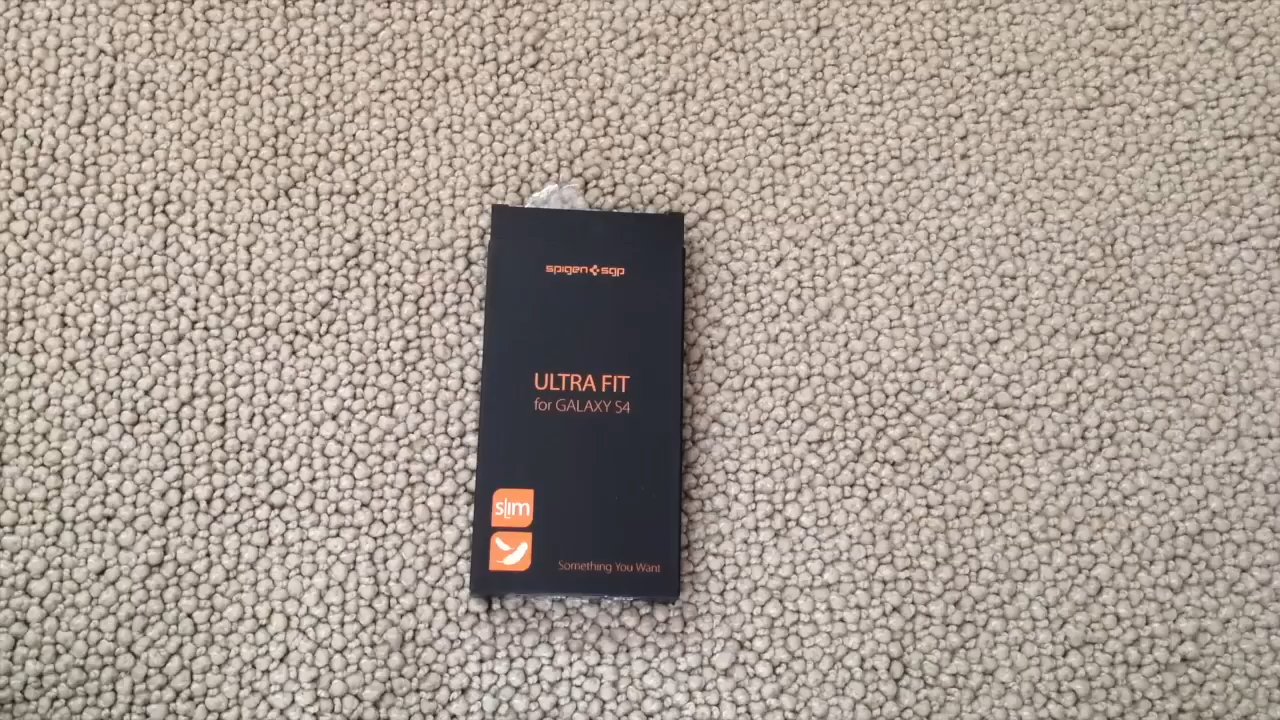 spigen sgp
ULTRA FIT
for GALAXY S4
slim
Something You Want